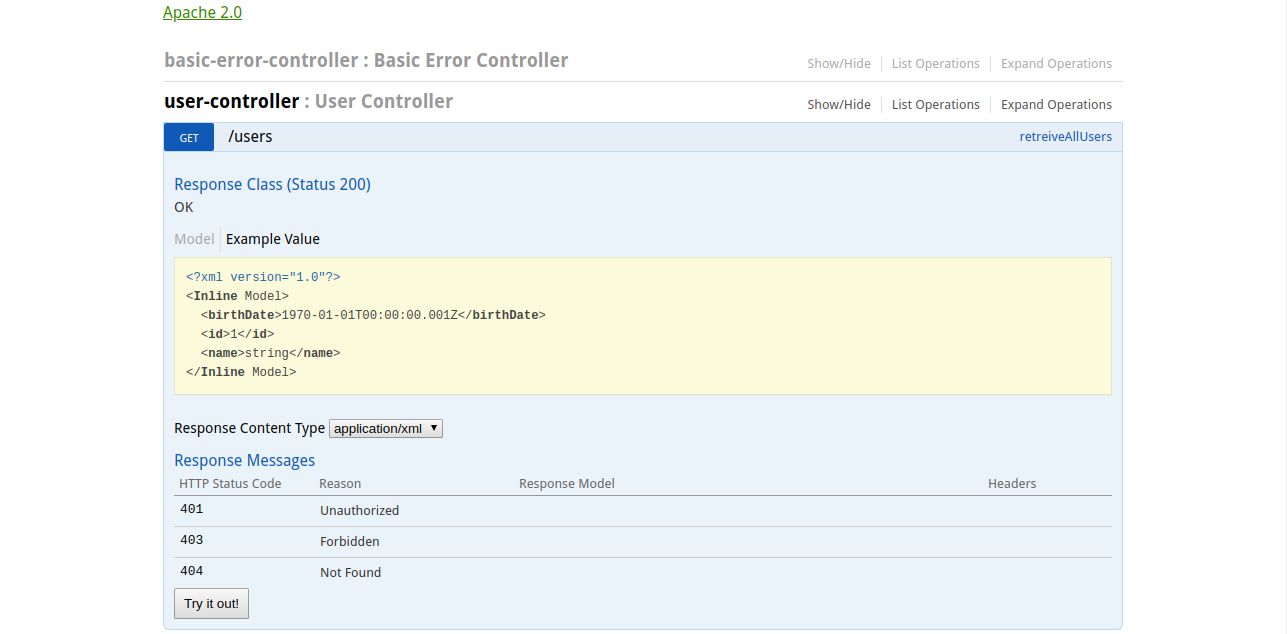 Apache 2.0
basic-error-controller : Basic Error Controller
Show/Hide
List Operations
Expand Operations
user-controller : User Controller
Show/Hide
List Operations
Expand Operations
GET
/users
retreiveAllUsers
Response Class (Status 200)
OK
Model
Example Value
<?xml version="1.0"?>
<Inline Model>
<birthDate>1970-01-01T00:00:00.001Z</birthDate>
<id>1</id>
<name>string</name>
</Inline Model>
Response Content Type
application/xml
Response Messages
HTTP Status Code
Reason
Response Model
Headers
401
Unauthorized
403
Forbidden
404
Not Found
Try it out!